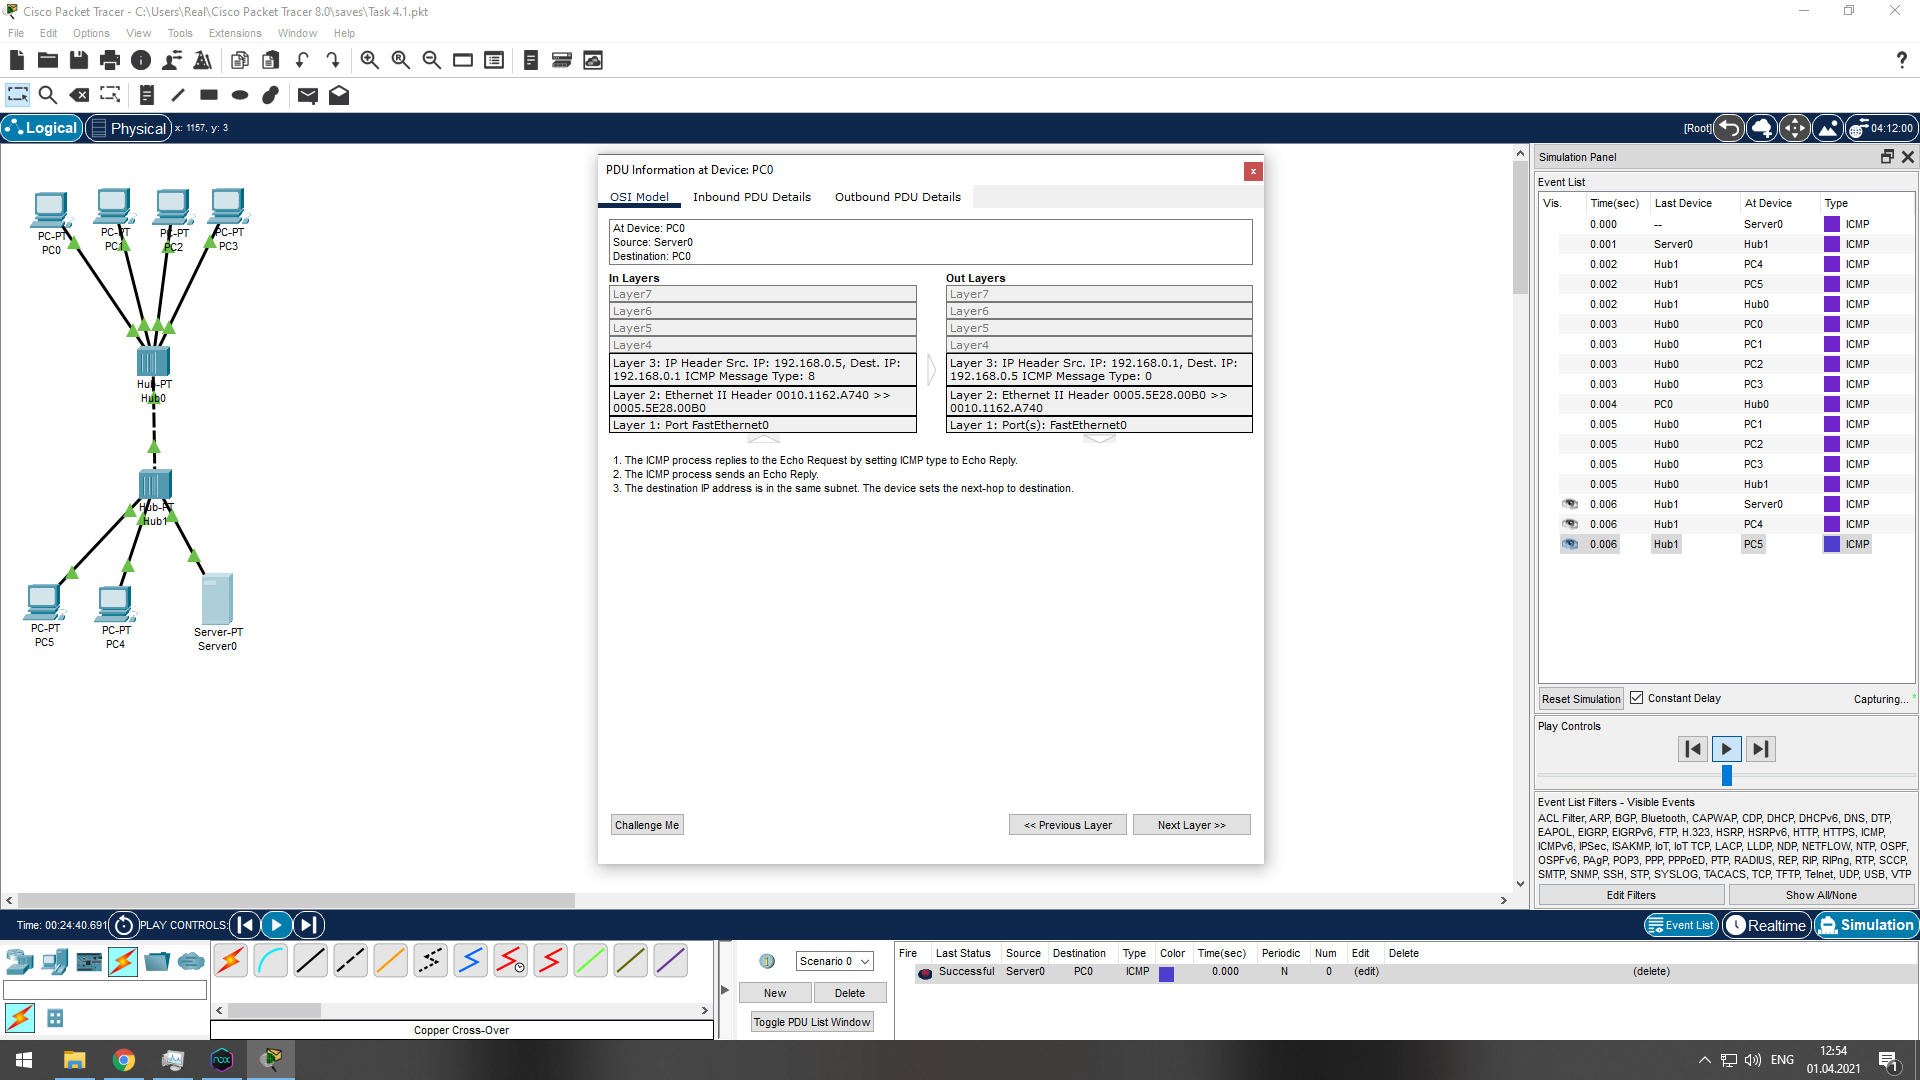 Cisco Packet Tracer - C:\Users\Real\Cisco Packet Tracer 8.0\saves\Task 4.1.pkt
File Edit Options View Tools Extensions Window Help
Logical Physical x: 1157, y: 3 [Root] 04:12:00
PC-PT
PC0
PC-PT
PC1
PC-PT
PC2
PC-PT
PC3
Hub-PT
Hub0
Hub-PT
Hub1
PC-PT
PC5
PC-PT
PC4
Server-PT
Server0
PDU Information at Device: PC0
x
OSI Model Inbound PDU Details Outbound PDU Details
At Device: PC0
Source: Server0
Destination: PC0
In Layers
Layer7
Layer6
Layer5
Layer4
Layer 3: IP Header Src. IP: 192.168.0.5, Dest. IP:
192.168.0.1 ICMP Message Type: 8
Layer 2: Ethernet II Header 0010.1162.A740 >>
0005.5E28.00B0
Layer 1: Port FastEthernet0
Out Layers
Layer7
Layer6
Layer5
Layer4
Layer 3: IP Header Src. IP: 192.168.0.1, Dest. IP:
192.168.0.5 ICMP Message Type: 0
Layer 2: Ethernet II Header 0005.5E28.00B0 >>
0010.1162.A740
Layer 1: Port(s): FastEthernet0
1. The ICMP process replies to the Echo Request by setting ICMP type to Echo Reply.
2. The ICMP process sends an Echo Reply.
3. The destination IP address is in the same subnet. The device sets the next-hop to destination.
Challenge Me << Previous Layer Next Layer >>
Simulation Panel
Event List
Vis. Time(sec) Last Device At Device Type
0.000 -- Server0 ICMP
0.001 Server0 Hub1 ICMP
0.002 Hub1 PC4 ICMP
0.002 Hub1 PC5 ICMP
0.002 Hub1 Hub0 ICMP
0.003 Hub0 PC0 ICMP
0.003 Hub0 PC1 ICMP
0.003 Hub0 PC2 ICMP
0.003 Hub0 PC3 ICMP
0.004 PC0 Hub0 ICMP
0.005 Hub0 PC1 ICMP
0.005 Hub0 PC2 ICMP
0.005 Hub0 PC3 ICMP
0.005 Hub0 Hub1 ICMP
0.006 Hub1 Server0 ICMP
0.006 Hub1 PC4 ICMP
0.006 Hub1 PC5 ICMP
Reset Simulation Constant Delay Capturing... *
Play Controls
Event List Filters - Visible Events
ACL Filter, ARP, BGP, Bluetooth, CAPWAP, CDP, DHCP, DHCPv6, DNS, DTP,
EAPOL, EIGRP, EIGRPv6, FTP, H.323, HSRP, HSRPv6, HTTP, HTTPS, ICMP,
ICMPv6, IPSec, ISAKMP, IoT, IoT TCP, LACP, LLDP, NDP, NETFLOW, NTP, OSPF,
OSPFv6, PAgP, POP3, PPP, PPPoED, PTP, RADIUS, REP, RIP, RIPng, RTP, SCCP,
SMTP, SNMP, SSH, STP, SYSLOG, TACACS, TCP, TFTP, Telnet, UDP, USB, VTP
Edit Filters Show All/None
Time: 00:24:40.691 PLAY CONTROLS: Event List Realtime Simulation
Copper Cross-Over
Scenario 0
New Delete
Toggle PDU List Window
Fire Last Status Source Destination Type Color Time(sec) Periodic Num Edit Delete
Successful Server0 PC0 ICMP 0.000 N 0 (edit) (delete)
nox
ENG
12:54
01.04.2021
1